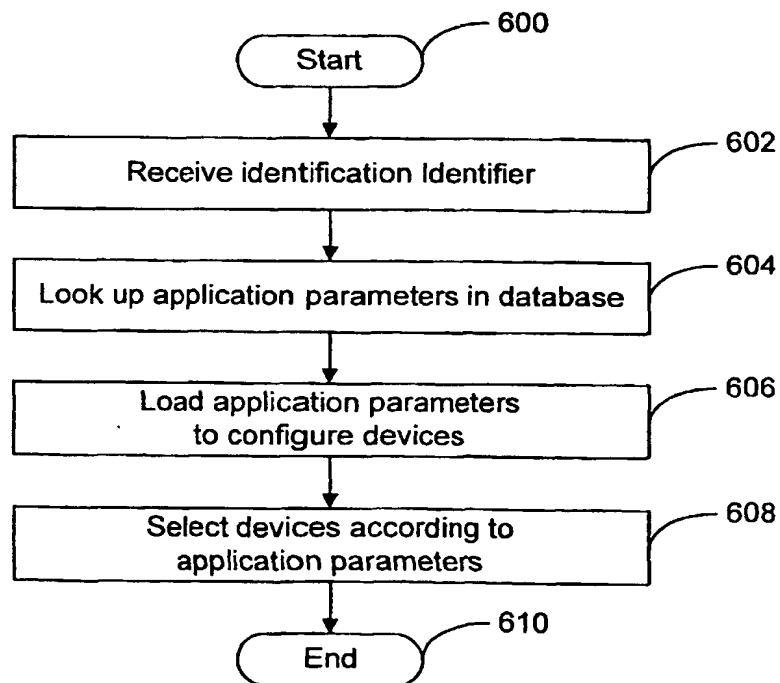 600
Start
602
Receive identification Identifier
604
Look up application parameters in database
606
Load application parameters
to configure devices
608
Select devices according to
application parameters
610
End